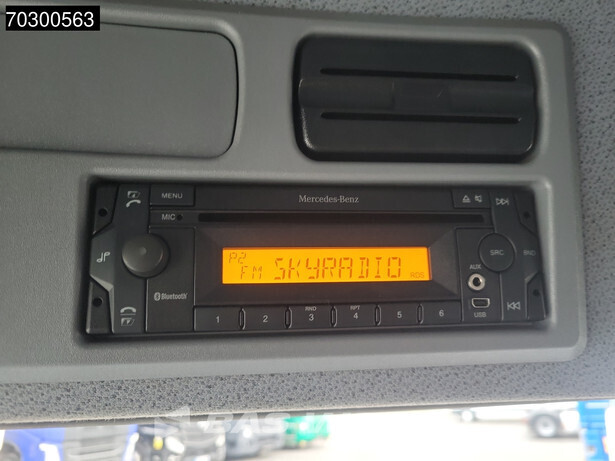 70300563
MENU
Mercedes-Benz
MIC
P2
FM SKYRADIO RDS
SRC
AUX
Bluetooth
USB
RND
RPT
1 2 3 4 5 6
BAS